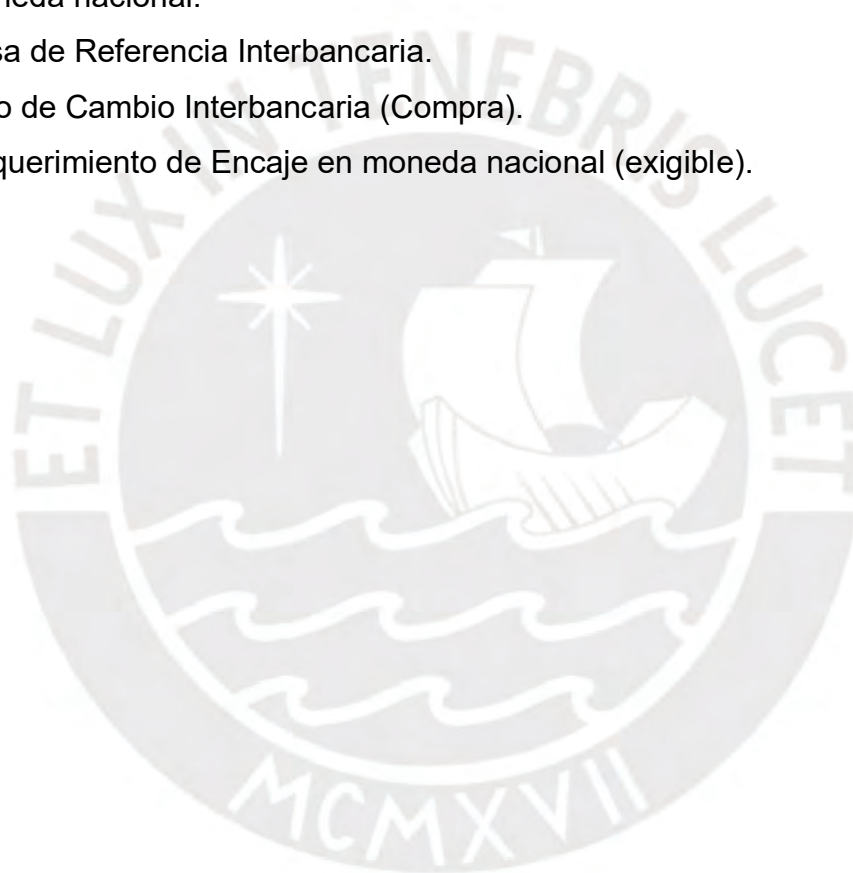 neda nacional.
sa de Referencia Interbancaria.
o de Cambio Interbancaria (Compra).
querimiento de Encaje en moneda nacional (exigible).
ET LUX IN TENEBRIS LUCET
MCMXVII